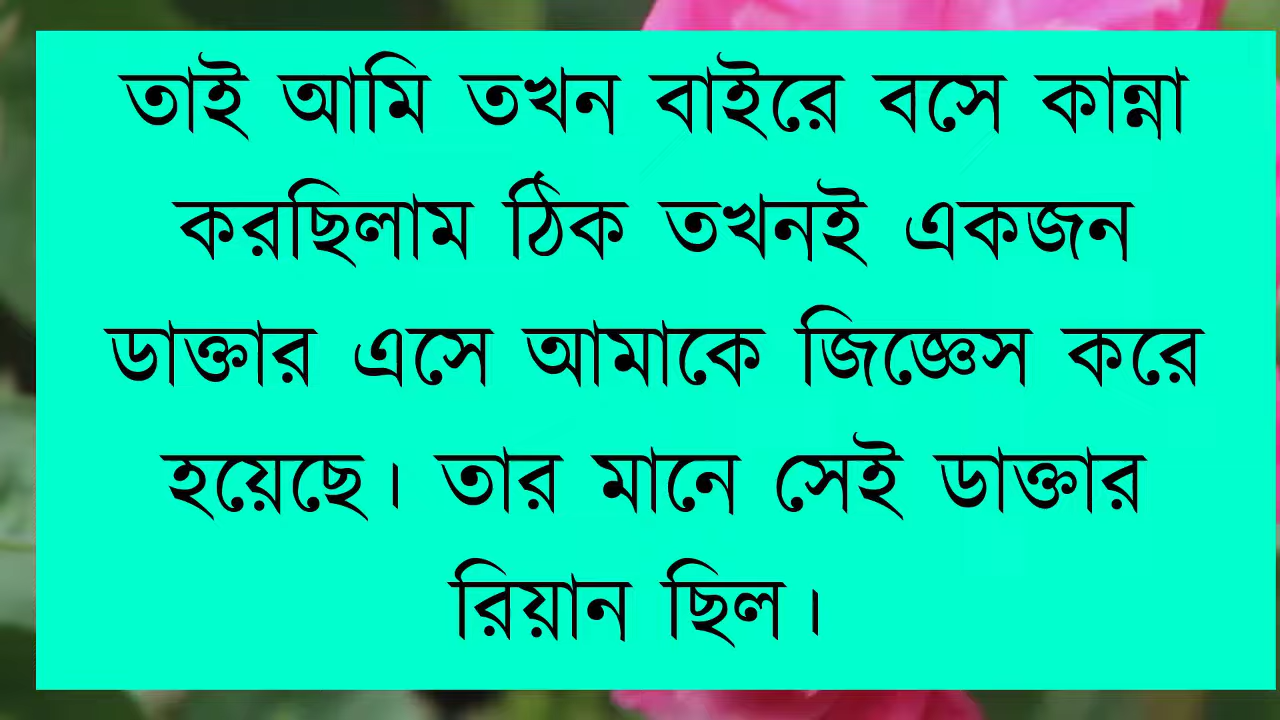 তাই আমি তখন বাইরে বসে কান্না
করছিলাম ঠিক তখনই একজন
ডাক্তার এসে আমাকে জিজ্ঞেস করে
হয়েছে। তার মানে সেই ডাক্তার
রিয়ান ছিল।